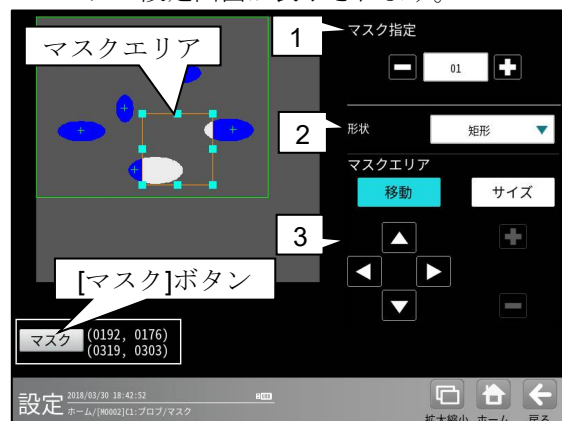 マスク指定
1
マスクエリア
01
2
形状
矩形
マスクエリア
移動
サイズ
3
[マスク]ボタン
マスク
(0192, 0176)
(0319, 0303)
設定
2018/03/30 18:42:52
ホーム/[M0002]C1:ブロブ/マスク
拡大縮小
ホーム
戻る